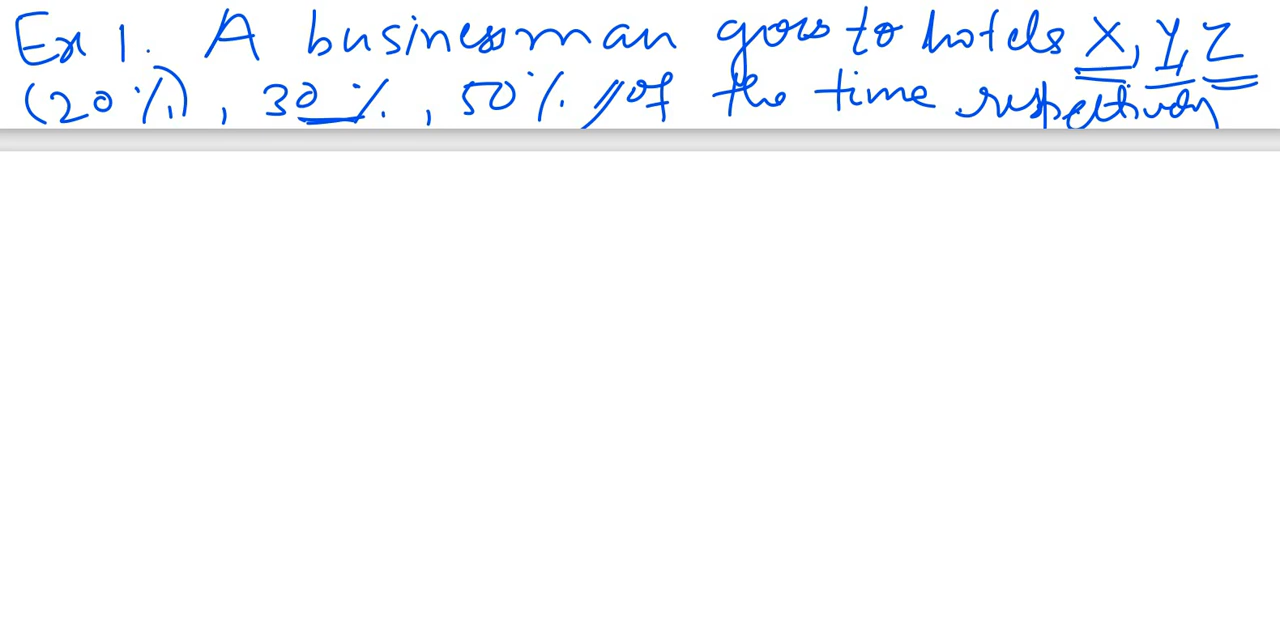 Ex 1. A businessman goes to hotels X, Y, Z
(20%), 30%, 50% of the time respectively